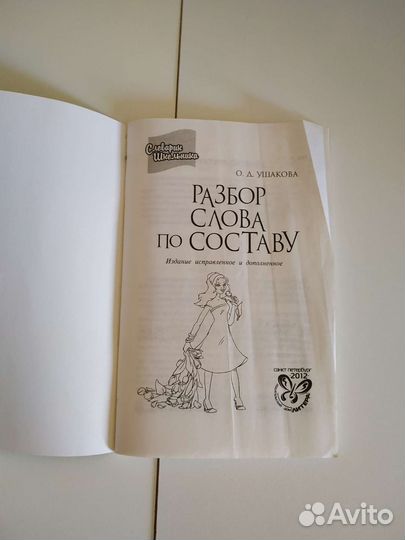 Словарик
Школьника
О. Д. УШАКОВА
РАЗБОР
СЛОВА
ПО СОСТАВУ
Издание исправленное и дополненное
САНКТ-ПЕТЕРБУРГ
2012
ЛИТЕРА
Avito